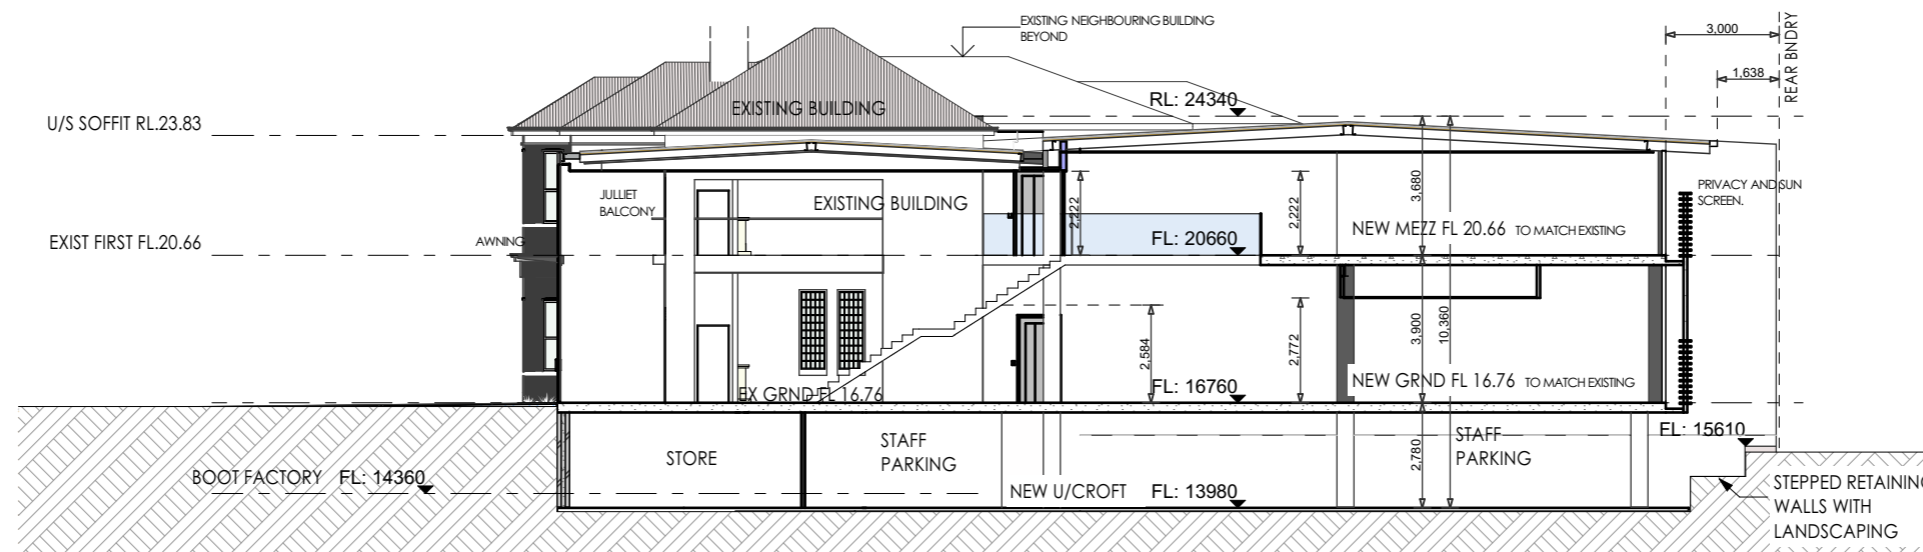 EXISTING NEIGHBOURING BUILDING
BEYOND
3,000
REAR BNDRY
1,638
EXISTING BUILDING
RL: 24340
U/S SOFFIT RL.23.83
JULLIET
BALCONY
EXISTING BUILDING
2,222
2,222
3,680
PRIVACY AND SUN
SCREEN.
NEW MEZZ FL 20.66 TO MATCH EXISTING
EXIST FIRST FL.20.66
AWNING
FL: 20660
2,584
2,772
3,900
10,360
EX GRND FL 16.76
FL: 16760
NEW GRND FL 16.76 TO MATCH EXISTING
STORE
STAFF
PARKING
STAFF
PARKING
FL: 15610
2,780
BOOT FACTORY FL: 14360
NEW U/CROFT FL: 13980
STEPPED RETAINING
WALLS WITH
LANDSCAPING